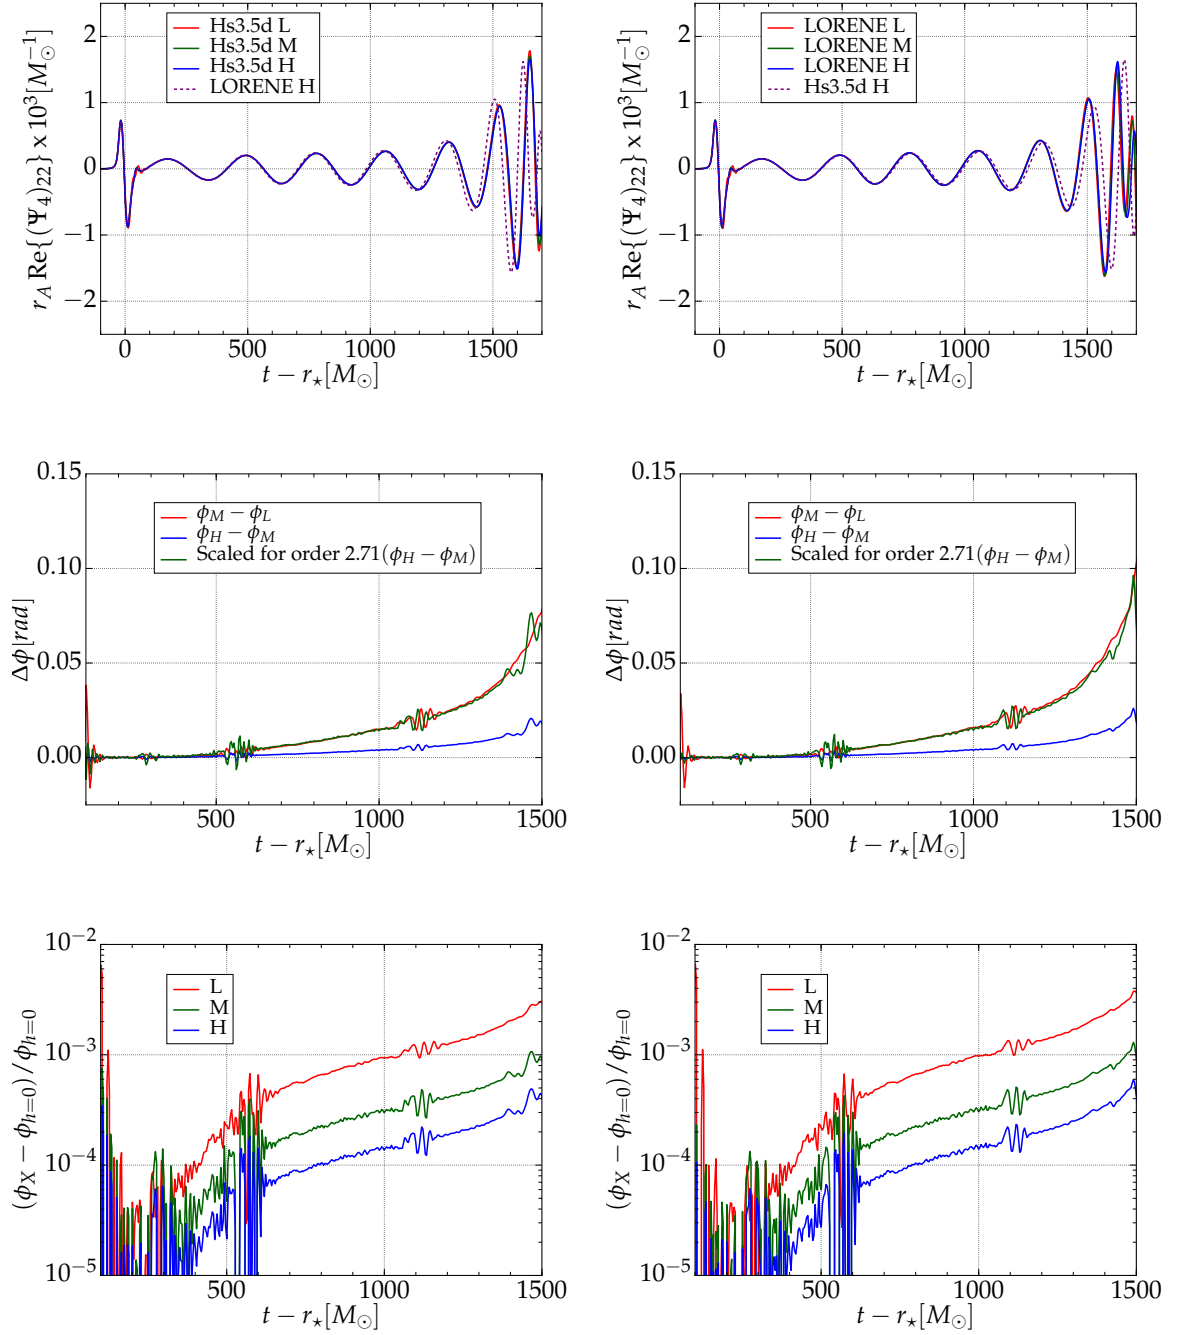 Hs3.5d L
Hs3.5d M
Hs3.5d H
LORENE H
2
1
0
−1
−2
r_A Re{(Ψ_4)_22} x 10^3 [M_⊙^−1]
0 500 1000 1500
t − r_⋆[M_⊙]
LORENE L
LORENE M
LORENE H
Hs3.5d H
2
1
0
−1
−2
r_A Re{(Ψ_4)_22} x 10^3 [M_⊙^−1]
0 500 1000 1500
t − r_⋆[M_⊙]
0.15
0.10
0.05
0.00
Δϕ[rad]
ϕ_M − ϕ_L
ϕ_H − ϕ_M
Scaled for order 2.71(ϕ_H − ϕ_M)
500 1000 1500
t − r_⋆[M_⊙]
0.15
0.10
0.05
0.00
Δϕ[rad]
ϕ_M − ϕ_L
ϕ_H − ϕ_M
Scaled for order 2.71(ϕ_H − ϕ_M)
500 1000 1500
t − r_⋆[M_⊙]
10^−2
10^−3
10^−4
10^−5
(ϕ_X − ϕ_h=0)/ϕ_h=0
L
M
H
500 1000 1500
t − r_⋆[M_⊙]
10^−2
10^−3
10^−4
10^−5
(ϕ_X − ϕ_h=0)/ϕ_h=0
L
M
H
500 1000 1500
t − r_⋆[M_⊙]